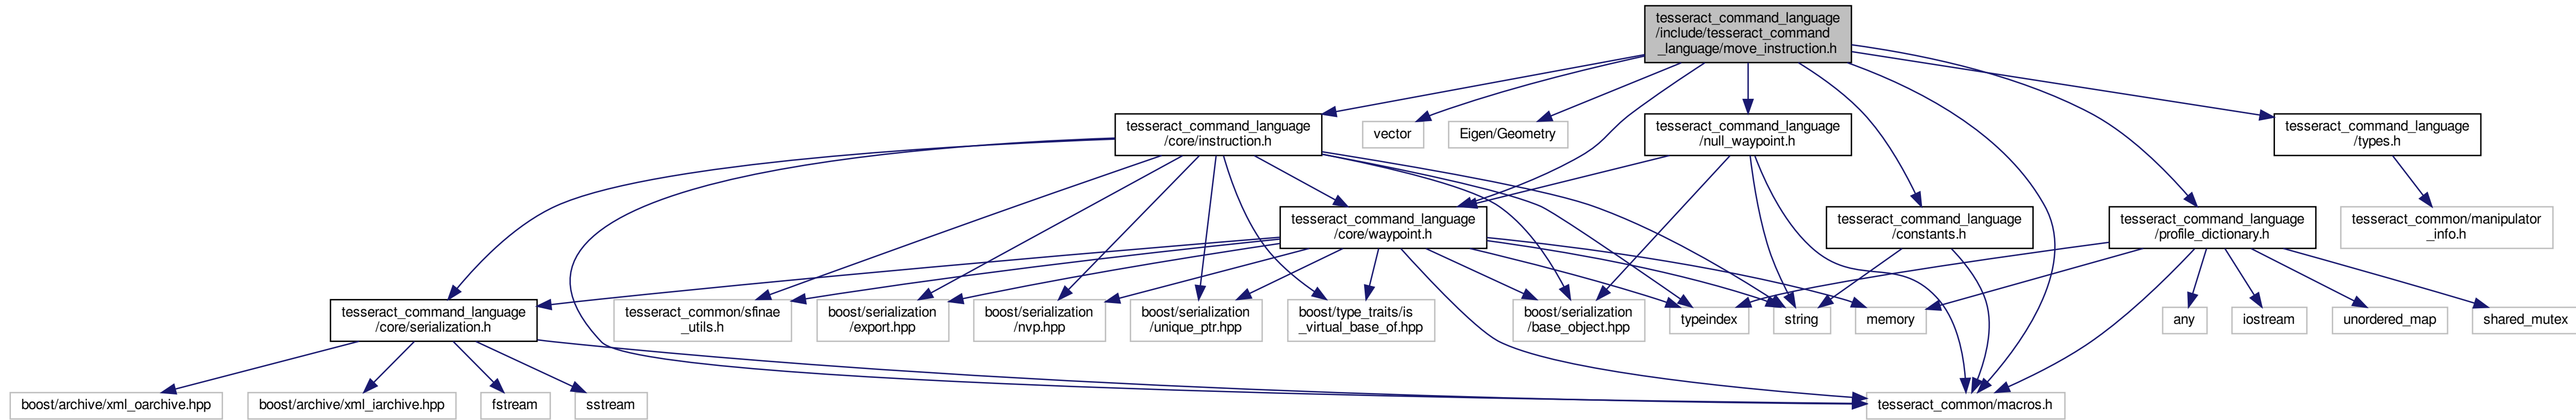 tesseract_command_language
/include/tesseract_command
_language/move_instruction.h
tesseract_command_language
/core/instruction.h
vector
Eigen/Geometry
tesseract_command_language
/null_waypoint.h
tesseract_command_language
/types.h
tesseract_command_language
/core/waypoint.h
tesseract_command_language
/constants.h
tesseract_command_language
/profile_dictionary.h
tesseract_common/manipulator
_info.h
tesseract_command_language
/core/serialization.h
tesseract_common/sfinae
_utils.h
boost/serialization
/export.hpp
boost/serialization
/nvp.hpp
boost/serialization
/unique_ptr.hpp
boost/type_traits/is
_virtual_base_of.hpp
boost/serialization
/base_object.hpp
typeindex
string
memory
any
iostream
unordered_map
shared_mutex
boost/archive/xml_oarchive.hpp
boost/archive/xml_iarchive.hpp
fstream
sstream
tesseract_common/macros.h